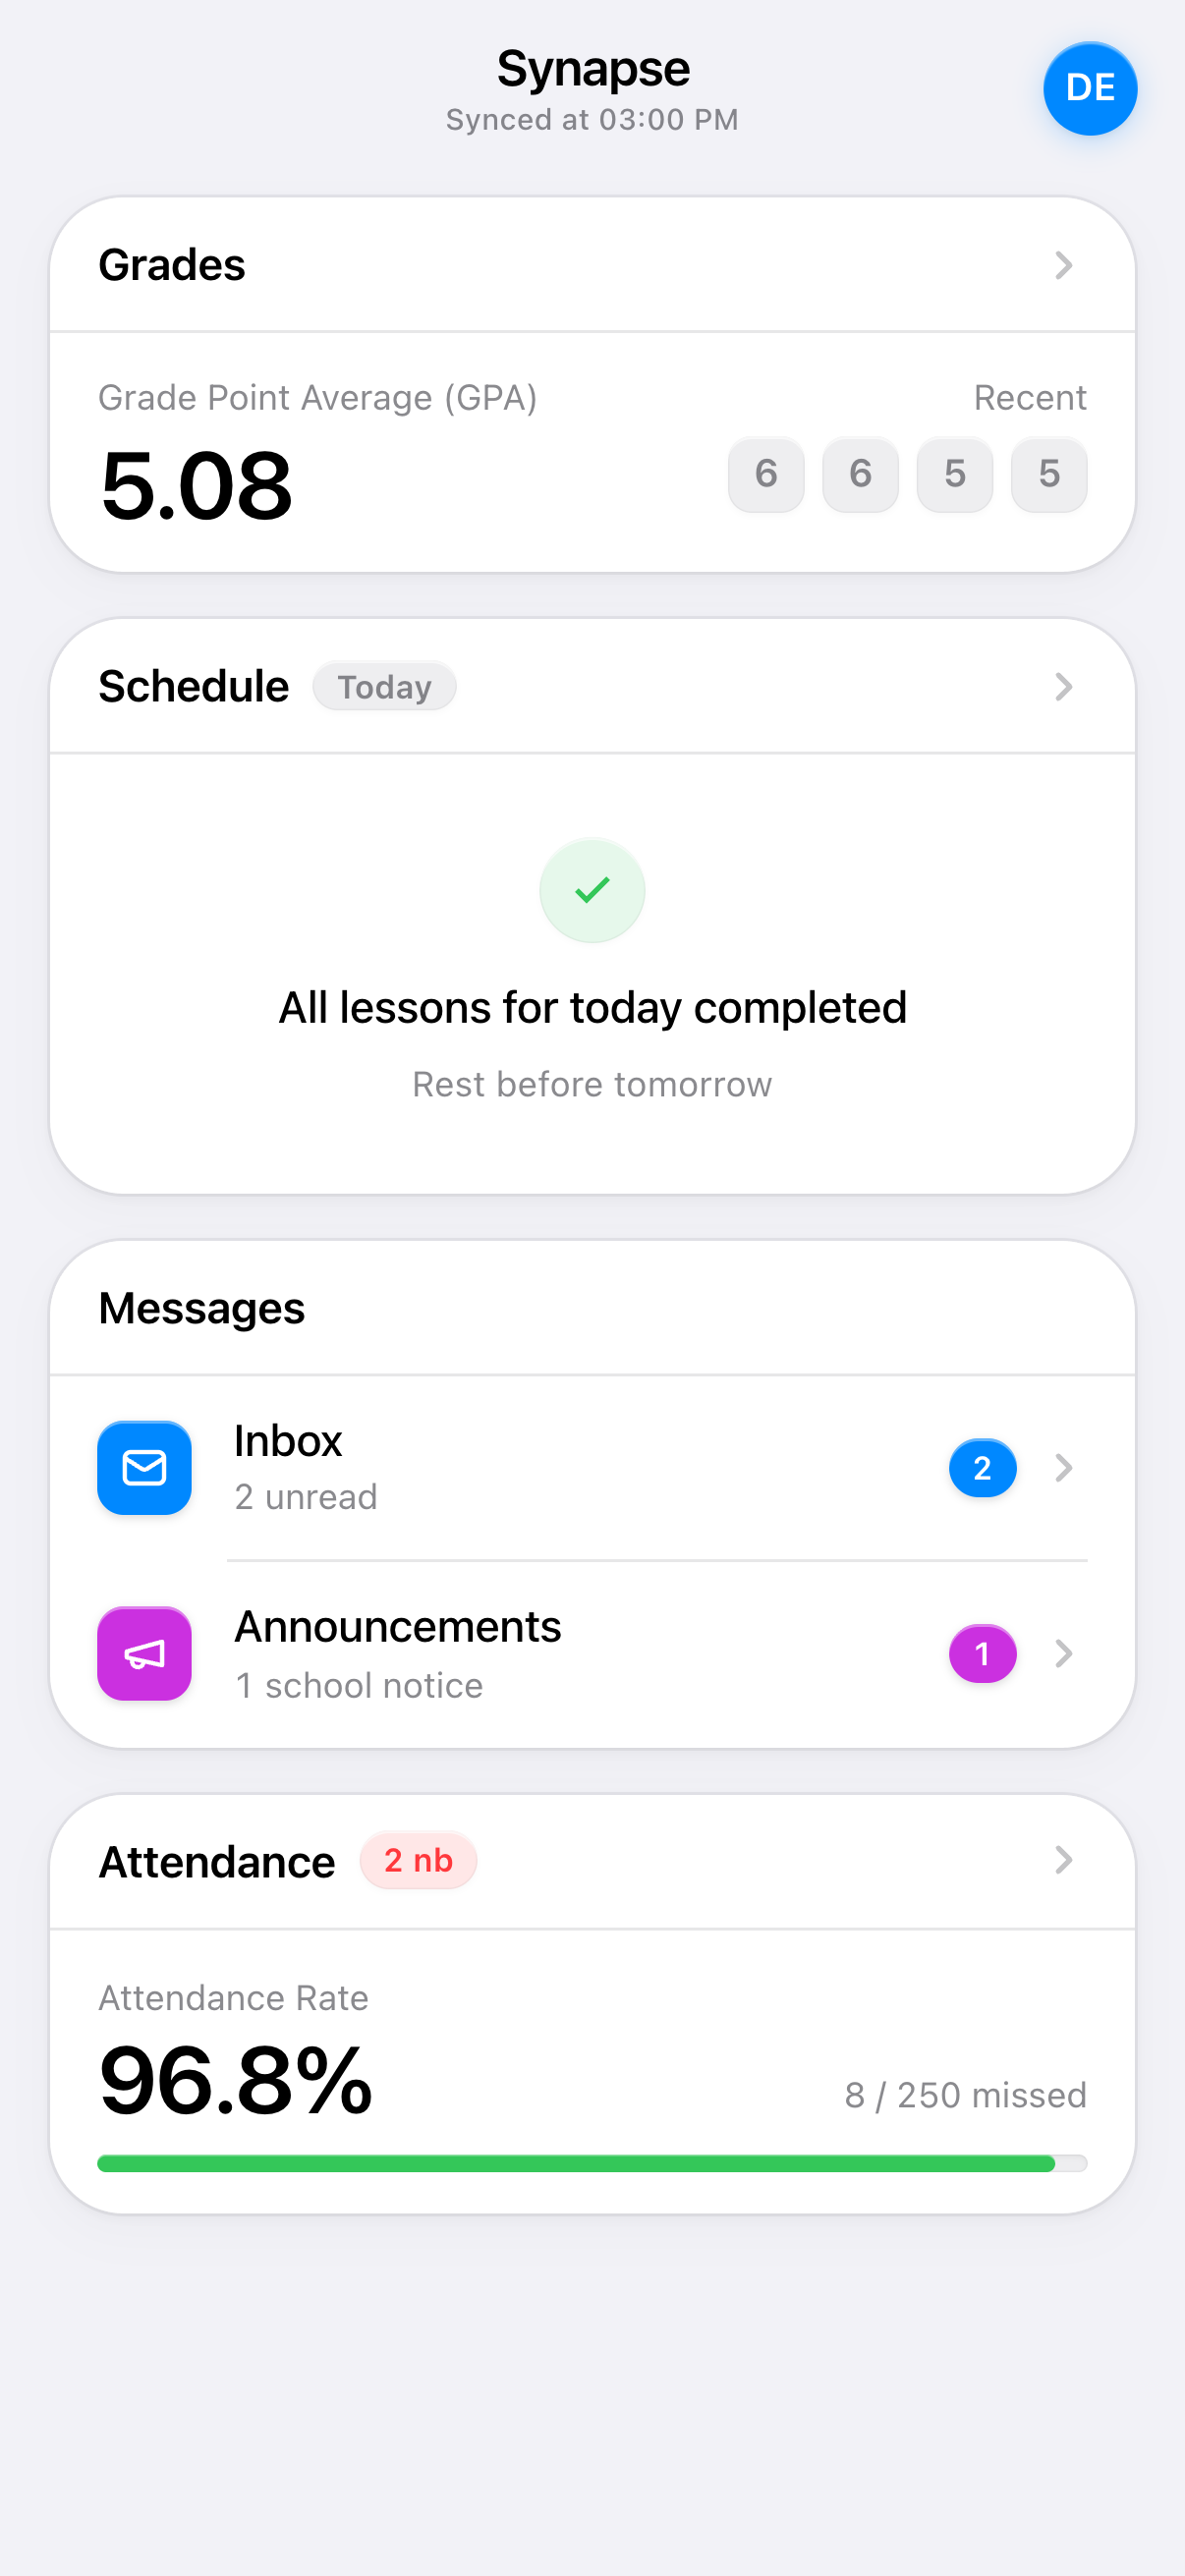 Synapse
Synced at 03:00 PM
DE
Grades
Grade Point Average (GPA)
Recent
5.08
6 6 5 5
Schedule Today
All lessons for today completed
Rest before tomorrow
Messages
Inbox
2 unread
2
Announcements
1 school notice
1
Attendance 2 nb
Attendance Rate
96.8%
8 / 250 missed